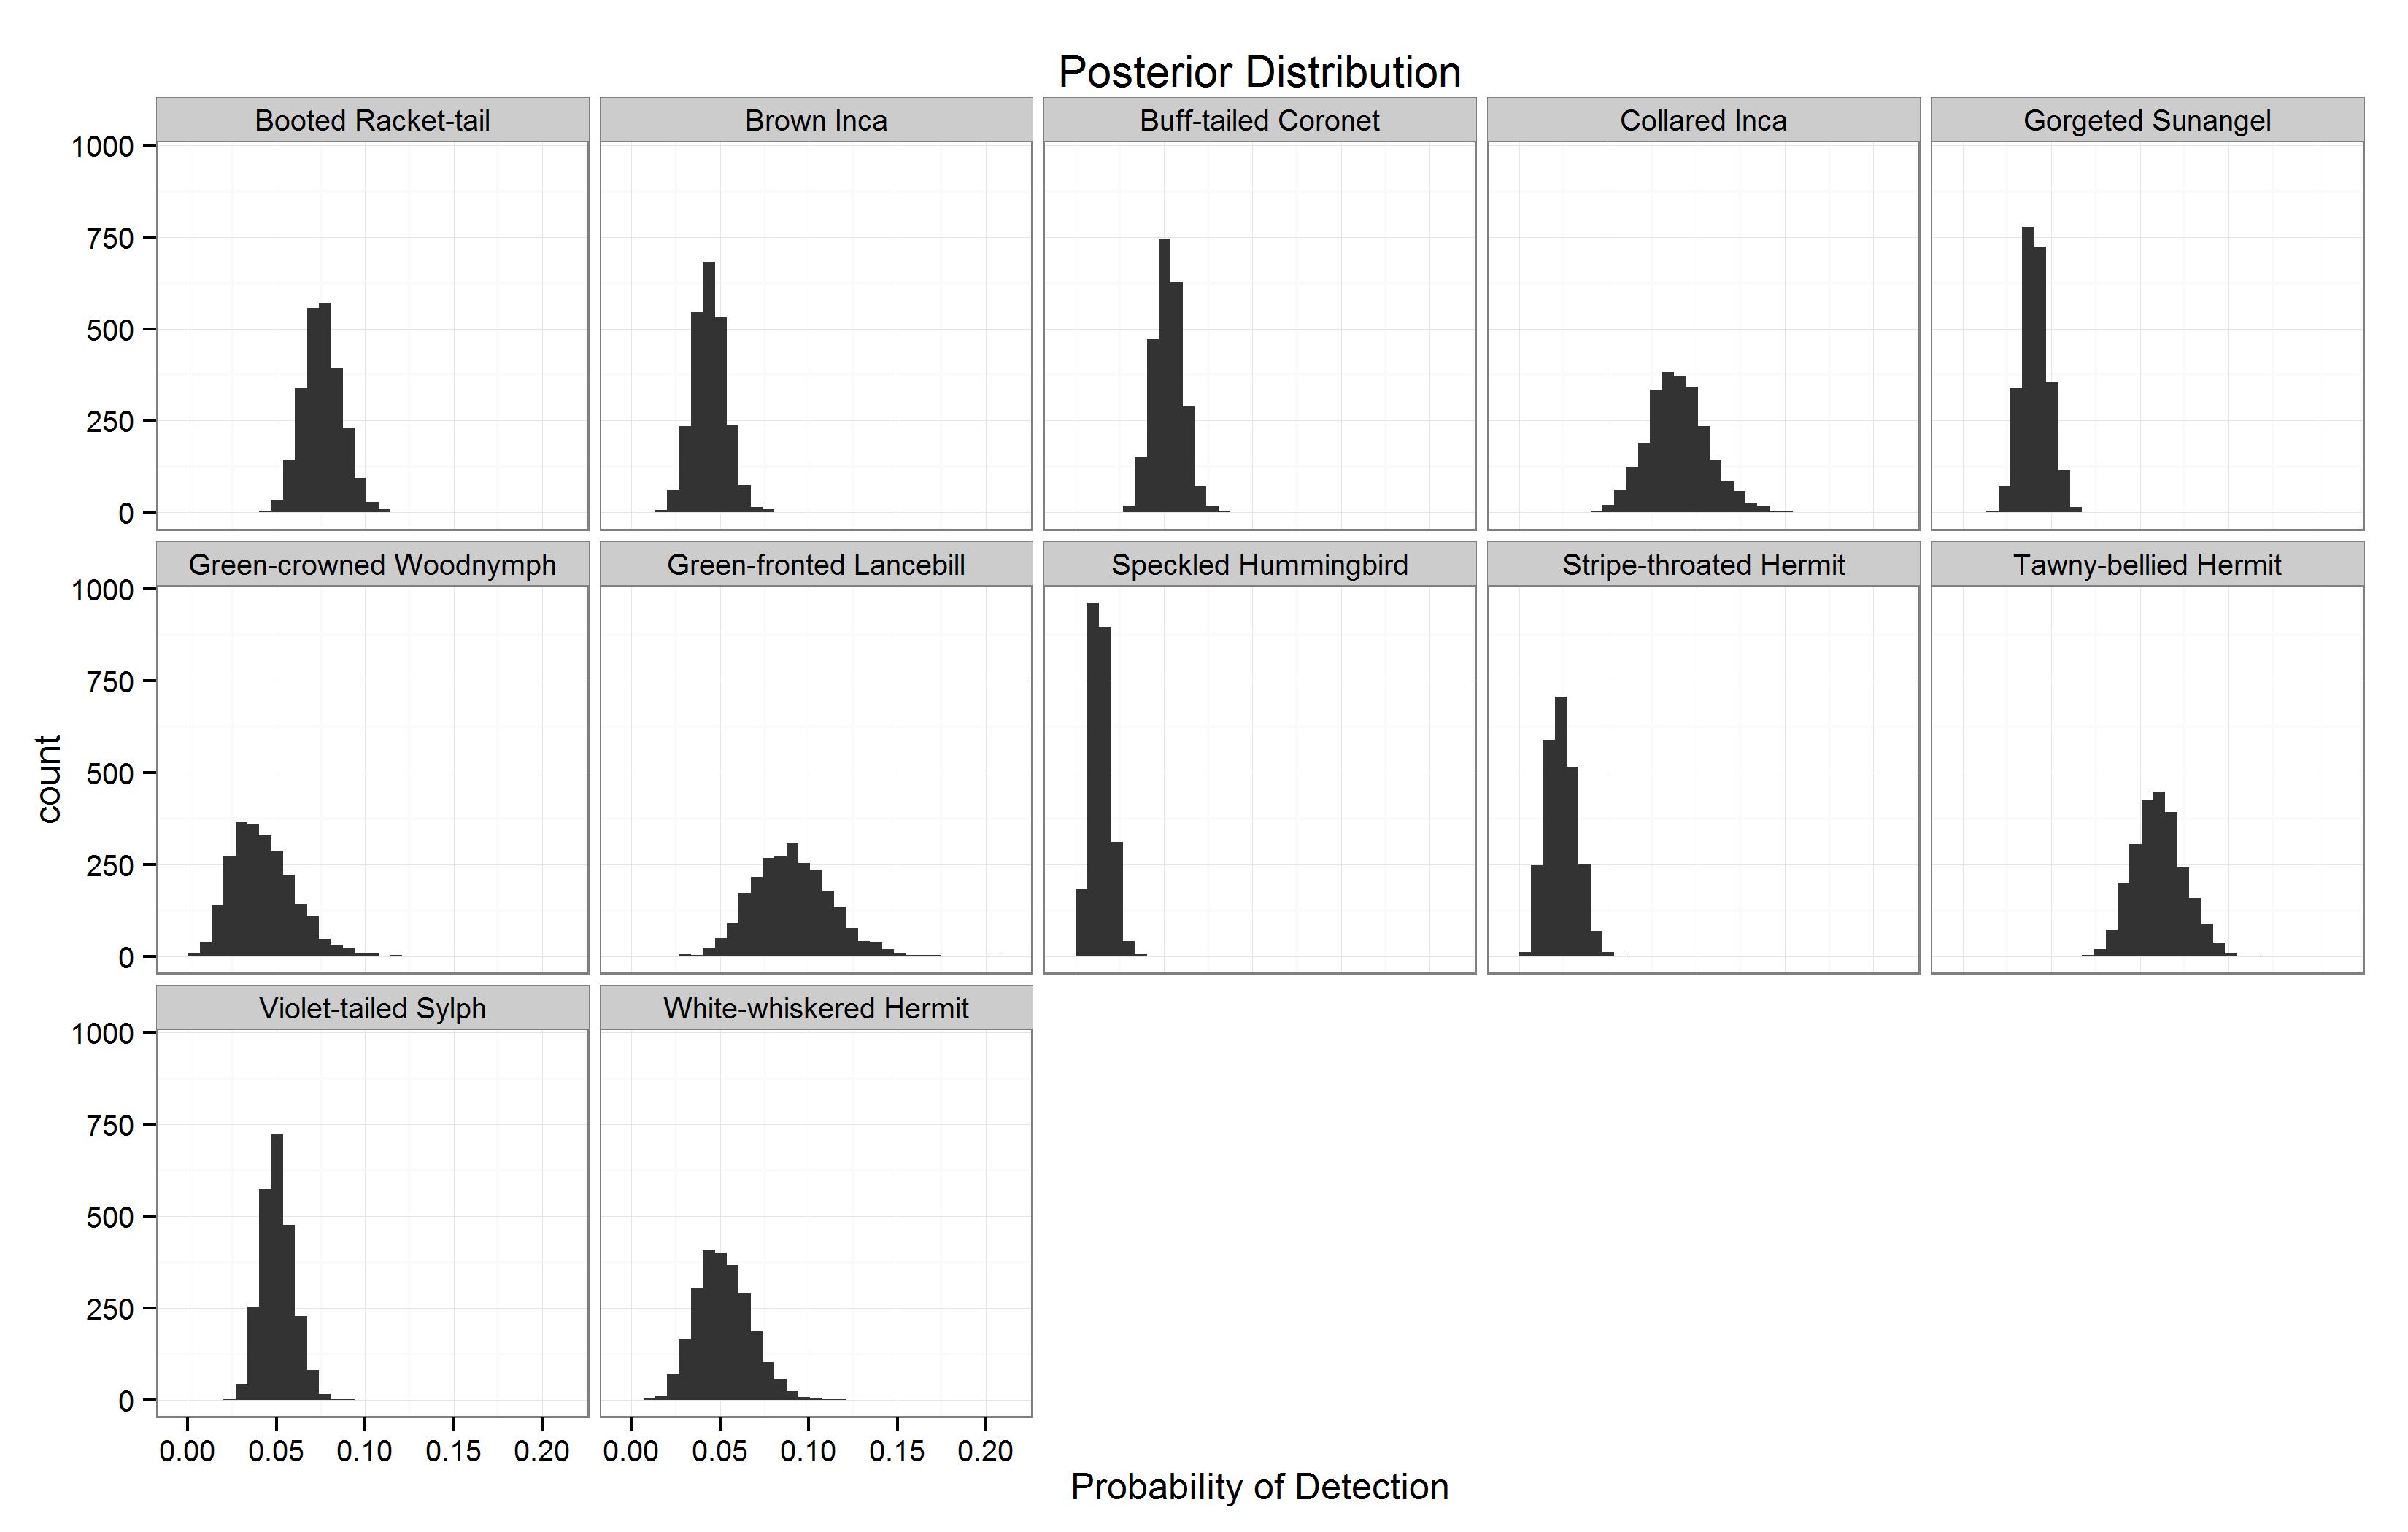 Posterior Distribution
Booted Racket-tail Brown Inca Buff-tailed Coronet Collared Inca Gorgeted Sunangel
1000
750
500
250
0
Green-crowned Woodnymph Green-fronted Lancebill Speckled Hummingbird Stripe-throated Hermit Tawny-bellied Hermit
1000
750
500
250
0
count
Violet-tailed Sylph White-whiskered Hermit
1000
750
500
250
0
0.00 0.05 0.10 0.15 0.20 0.00 0.05 0.10 0.15 0.20
Probability of Detection